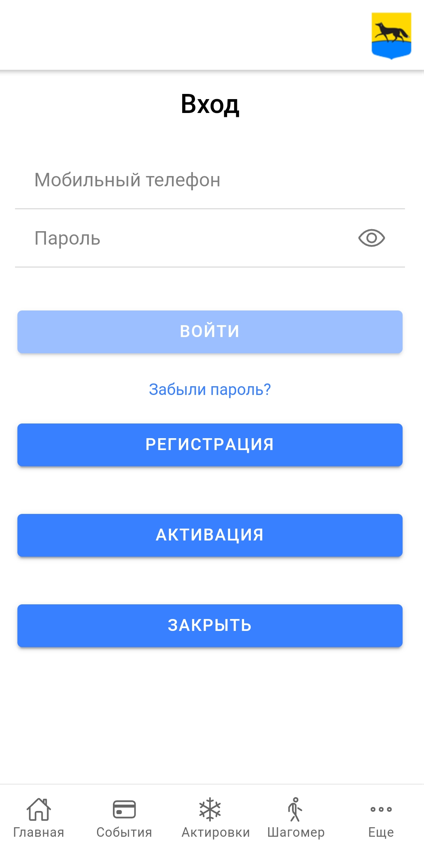 Вход
Мобильный телефон
Пароль
ВОЙТИ
Забыли пароль?
РЕГИСТРАЦИЯ
АКТИВАЦИЯ
ЗАКРЫТЬ
Главная События Актировки Шагомер Еще